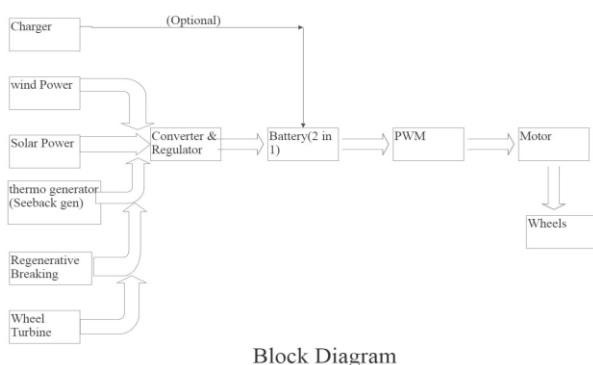 Charger
(Optional)
wind Power
Solar Power
Converter &
Regulator
Battery(2 in
1)
PWM
Motor
thermo generator
(Seeback gen)
Wheels
Regenerative
Breaking
Wheel
Turbine
Block Diagram